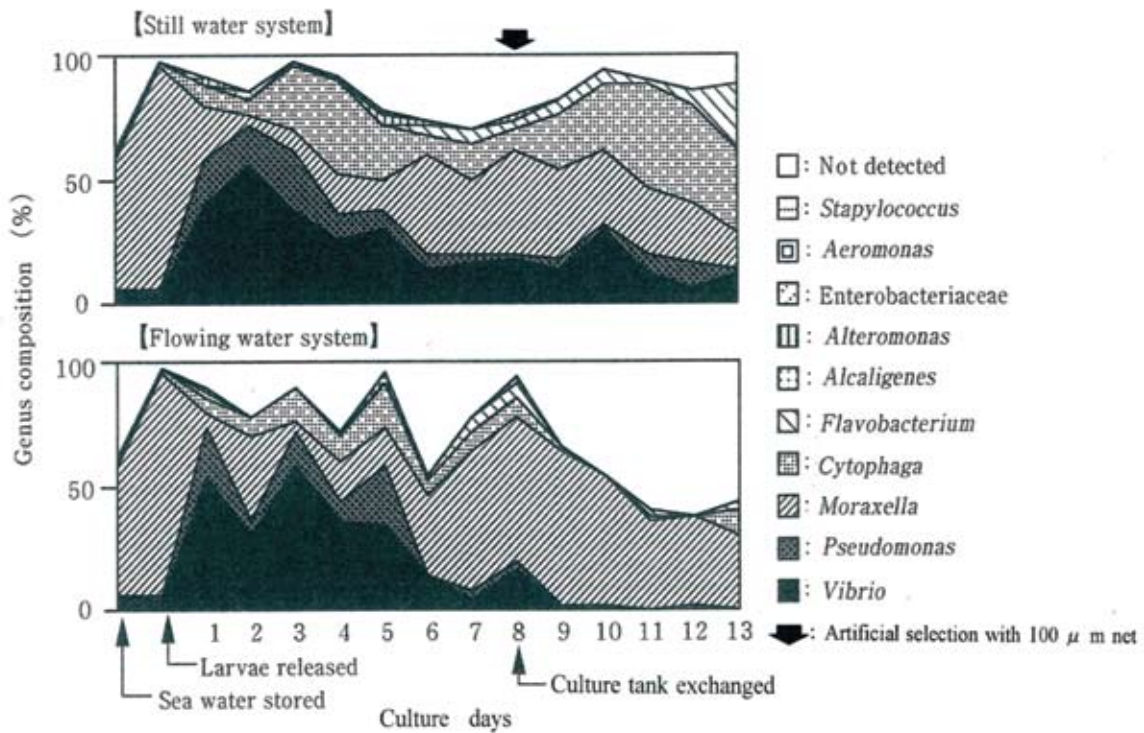 【Still water system】
100
50
0
【Flowing water system】
100
50
0
Genus composition (%)
1 2 3 4 5 6 7 8 9 10 11 12 13
Larvae released
Sea water stored
Culture tank exchanged
Culture days
: Not detected
: Stapylococcus
: Aeromonas
: Enterobacteriaceae
: Alteromonas
: Alcaligenes
: Flavobacterium
: Cytophaga
: Moraxella
: Pseudomonas
: Vibrio
: Artificial selection with 100 μ m net